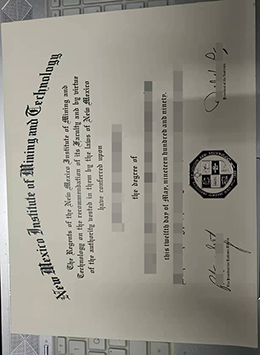 New Mexico Institute of Mining and Technology
The Regents of the New Mexico Institute of Mining and
Technology on the recommendation of its Faculty and by virtue
of the authority vested in them by the laws of New Mexico
have conferred upon
the degree of
this twelfth day of May, nineteen hundred and ninety,